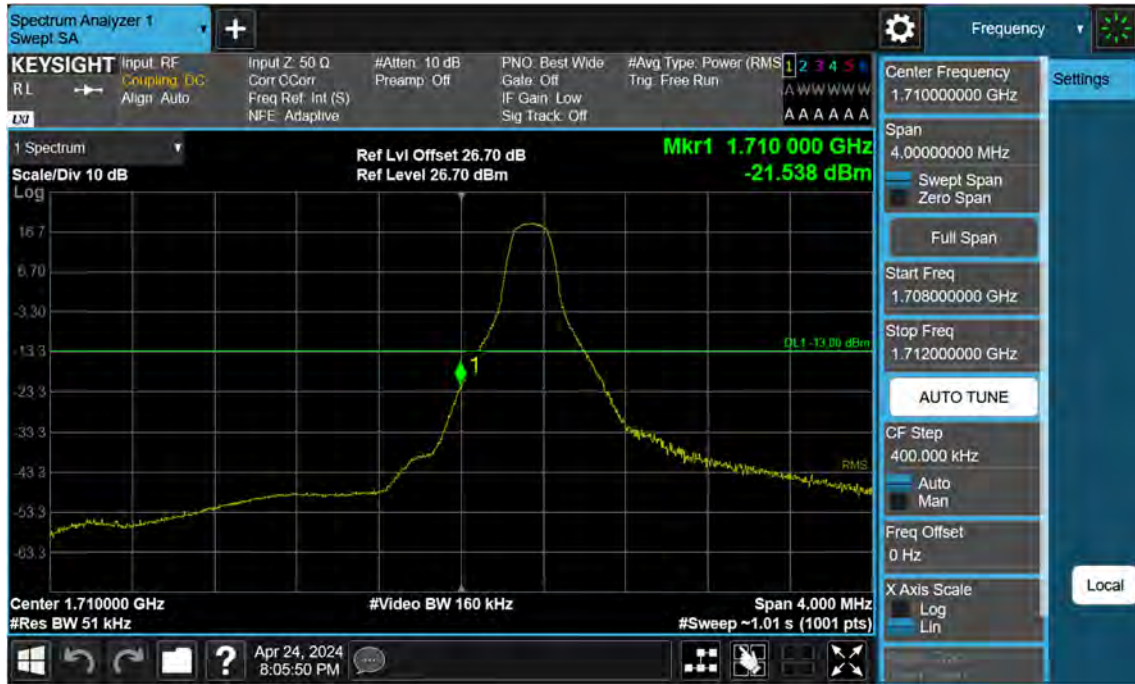 Spectrum Analyzer 1
Swept SA
Frequency
KEYSIGHT
RL
LXI
Input: RF
Coupling: DC
Align: Auto
Input Z: 50 Ω
Corr CCorr
Freq Ref: Int (S)
NFE: Adaptive
#Atten: 10 dB
Preamp: Off
PNO: Best Wide
Gate: Off
IF Gain: Low
Sig Track: Off
#Avg Type: Power (RMS
Trig: Free Run
1 2 3 4 5 6
A W W W W W
A A A A A A
Center Frequency
1.710000000 GHz
Settings
1 Spectrum
Scale/Div 10 dB
Ref Lvl Offset 26.70 dB
Ref Level 26.70 dBm
Mkr1 1.710 000 GHz
-21.538 dBm
Span
4.00000000 MHz
Swept Span
Zero Span
Full Span
Start Freq
1.708000000 GHz
Stop Freq
1.712000000 GHz
AUTO TUNE
CF Step
400.000 kHz
Auto
Man
Freq Offset
0 Hz
X Axis Scale
Log
Lin
Local
Log
16.7
6.70
-3.30
-13.3
-23.3
-33.3
-43.3
-53.3
-63.3
DL1 -13.00 dBm
1
RMS
Center 1.710000 GHz
#Res BW 51 kHz
#Video BW 160 kHz
Span 4.000 MHz
#Sweep ~1.01 s (1001 pts)
?
Apr 24, 2024
8:05:50 PM